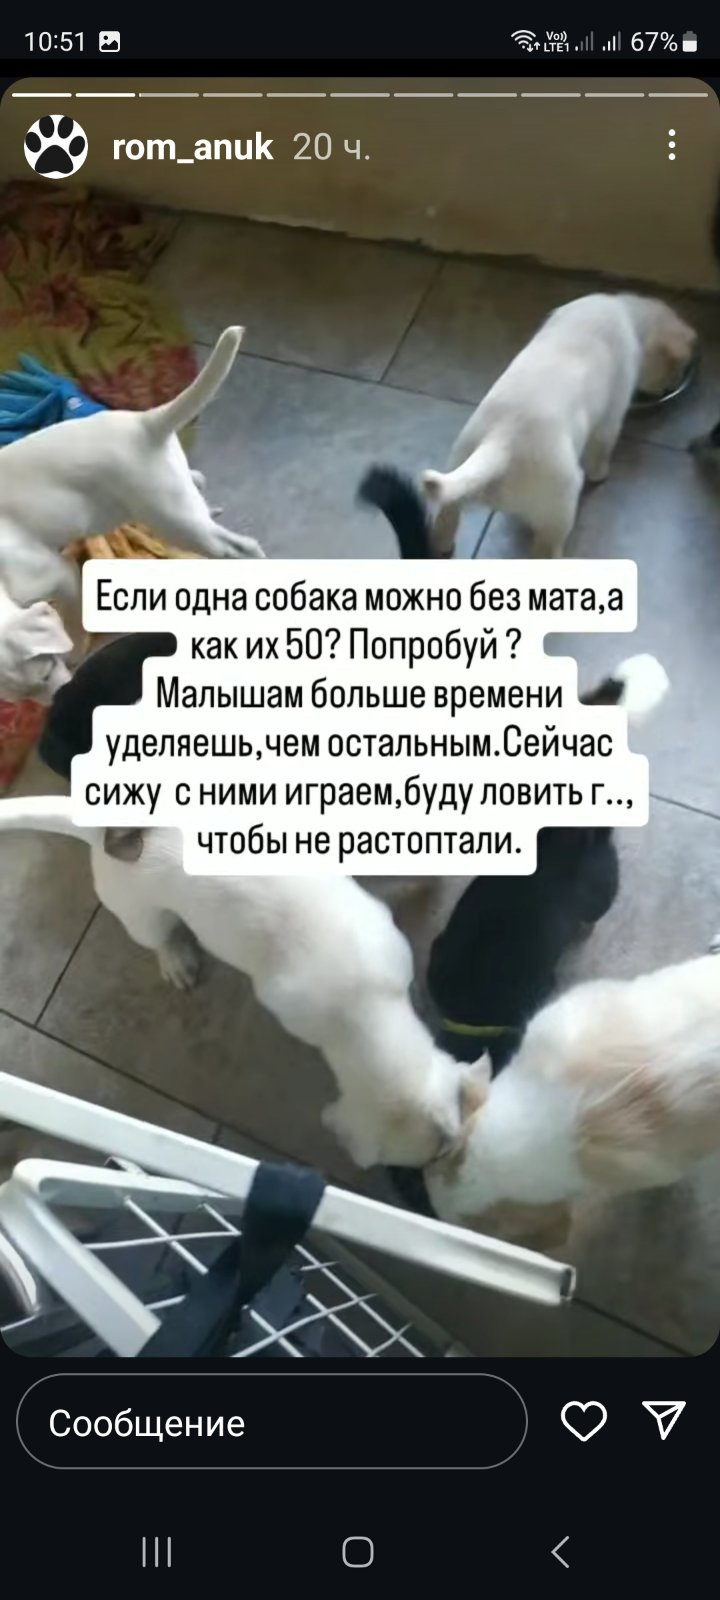 10:51 Vo)) LTE1 67%
rom_anuk 20 ч.
Если одна собака можно без мата,а
как их 50? Попробуй ?
Малышам больше времени
уделяешь,чем остальным.Сейчас
сижу с ними играем,буду ловить г..,
чтобы не растоптали.
Сообщение